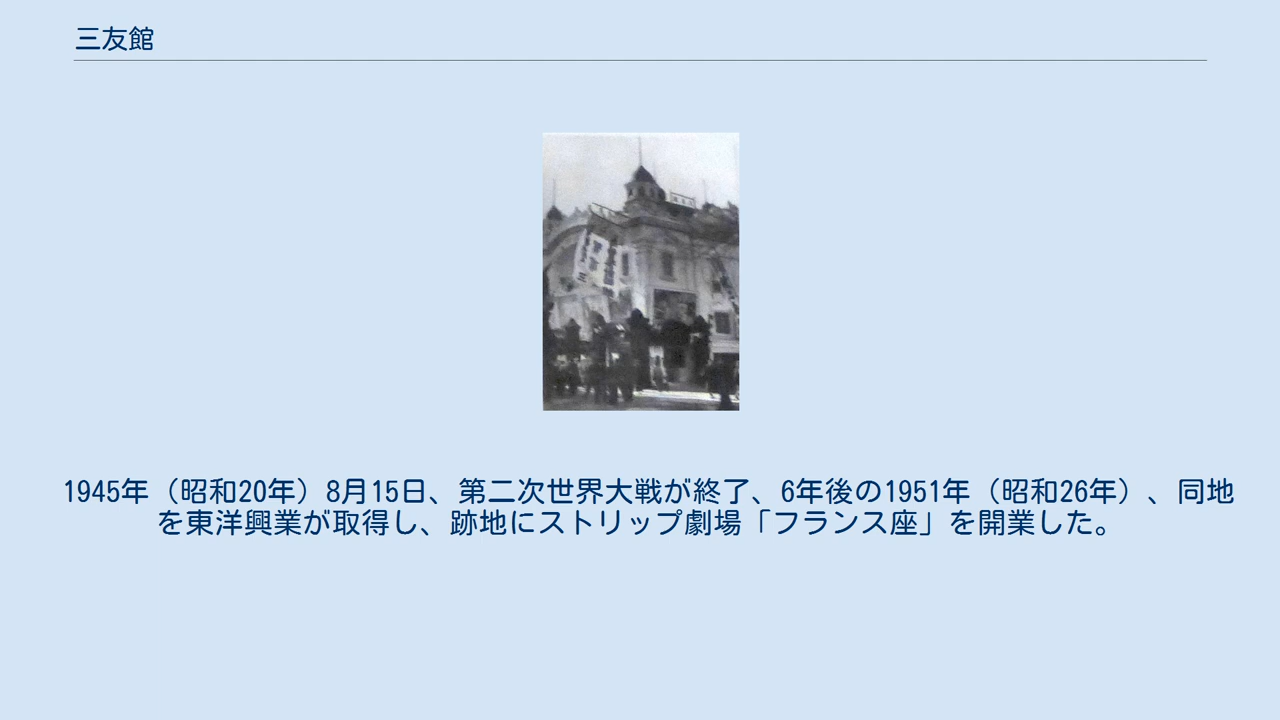 三友館
1945年（昭和20年）8月15日、第二次世界大戦が終了、6年後の1951年（昭和26年）、同地
を東洋興業が取得し、跡地にストリップ劇場「フランス座」を開業した。